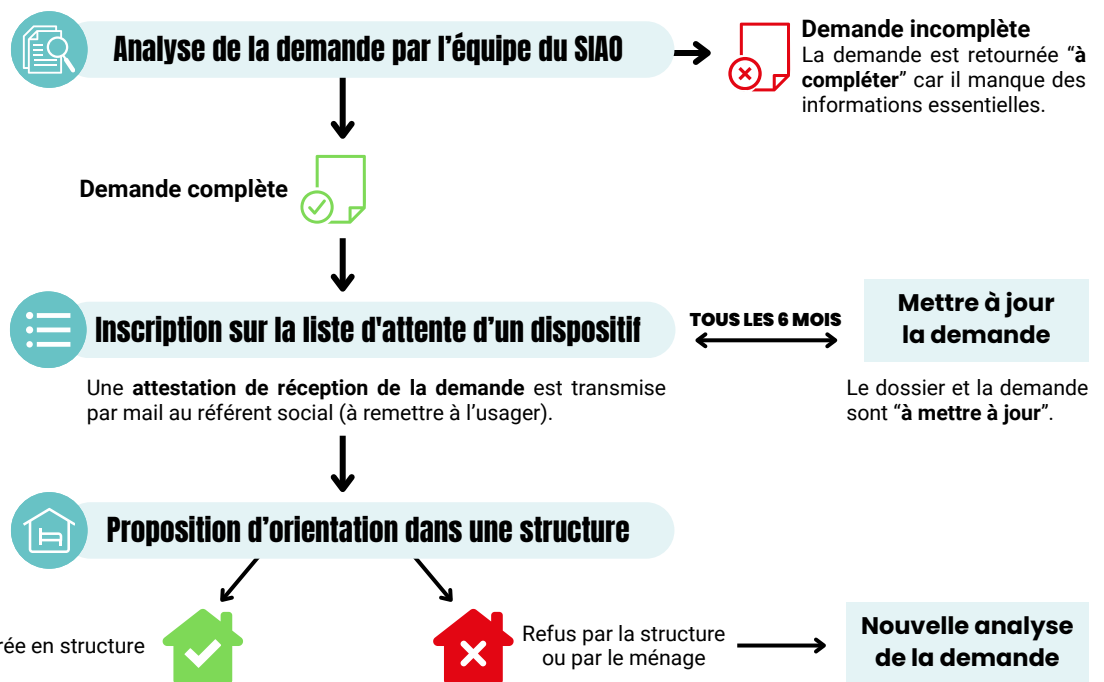 Analyse de la demande par l’équipe du SIAO
Demande incomplète
La demande est retournée “à
compléter” car il manque des
informations essentielles.
Demande complète
Inscription sur la liste d'attente d’un dispositif
TOUS LES 6 MOIS
Mettre à jour
la demande
Une attestation de réception de la demande est transmise
par mail au référent social (à remettre à l’usager).
Le dossier et la demande
sont “à mettre à jour”.
Proposition d’orientation dans une structure
rée en structure
Refus par la structure
ou par le ménage
Nouvelle analyse
de la demande